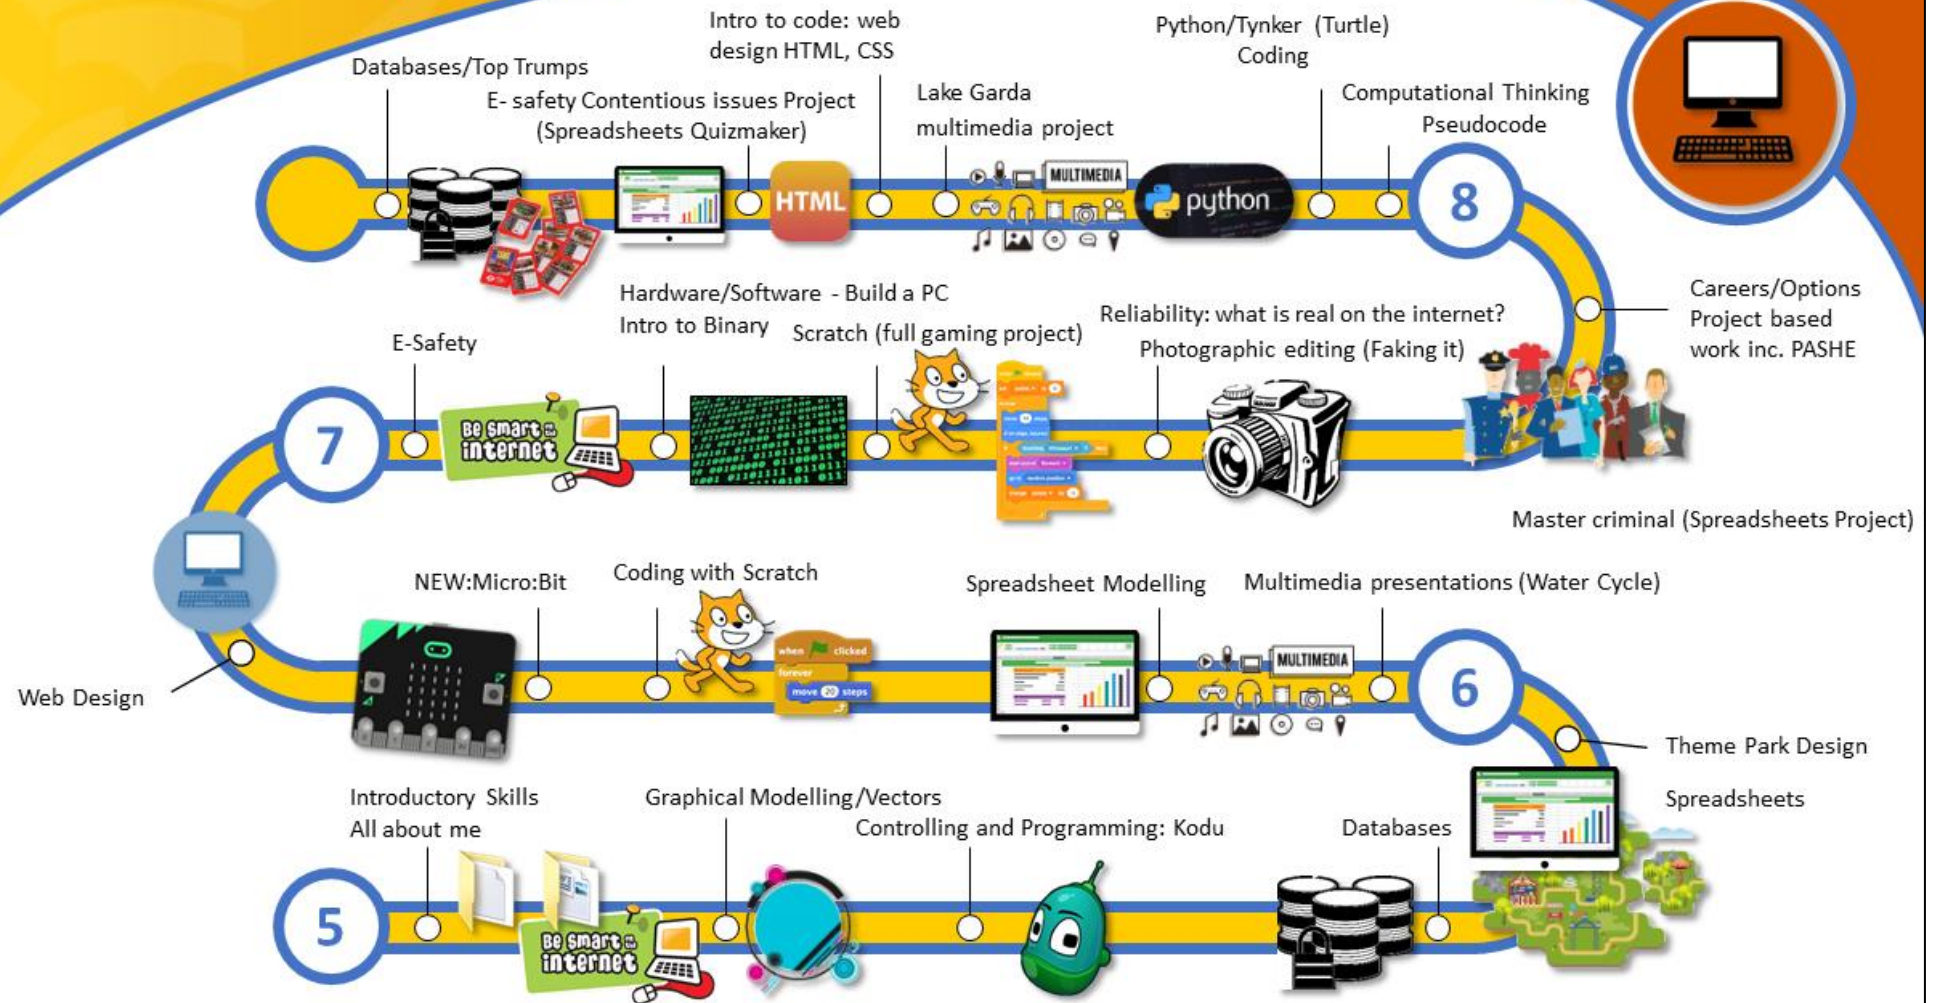 Intro to code: web
design HTML, CSS
Python/Tynker (Turtle)
Coding
Databases/Top Trumps
E- safety Contentious issues Project
(Spreadsheets Quizmaker)
Lake Garda
multimedia project
Computational Thinking
Pseudocode
HTML
MULTIMEDIA
python
8
Careers/Options
Project based
work inc. PASHE
Hardware/Software - Build a PC
Intro to Binary
Scratch (full gaming project)
Reliability: what is real on the internet?
Photographic editing (Faking it)
E-Safety
7
Be smart on the
internet
Master criminal (Spreadsheets Project)
NEW:Micro:Bit
Coding with Scratch
Spreadsheet Modelling
Multimedia presentations (Water Cycle)
when clicked
forever
move 20 steps
MULTIMEDIA
6
Web Design
Theme Park Design
Spreadsheets
Introductory Skills
All about me
Graphical Modelling/Vectors
Controlling and Programming: Kodu
Databases
5
Be smart on the
internet